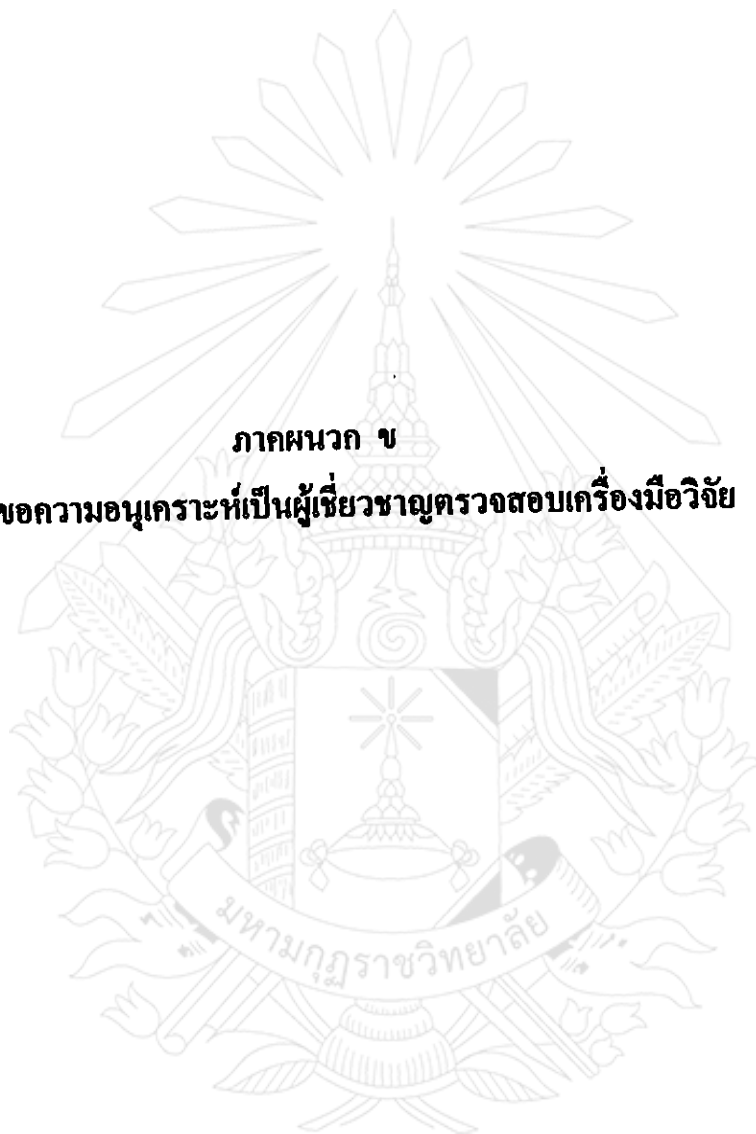 ภาคผนวก ข
ขอความอนุเคราะห์เป็นผู้เชี่ยวชาญตรวจสอบเครื่องมือวิจัย
มหามกุฏราชวิทยาลัย